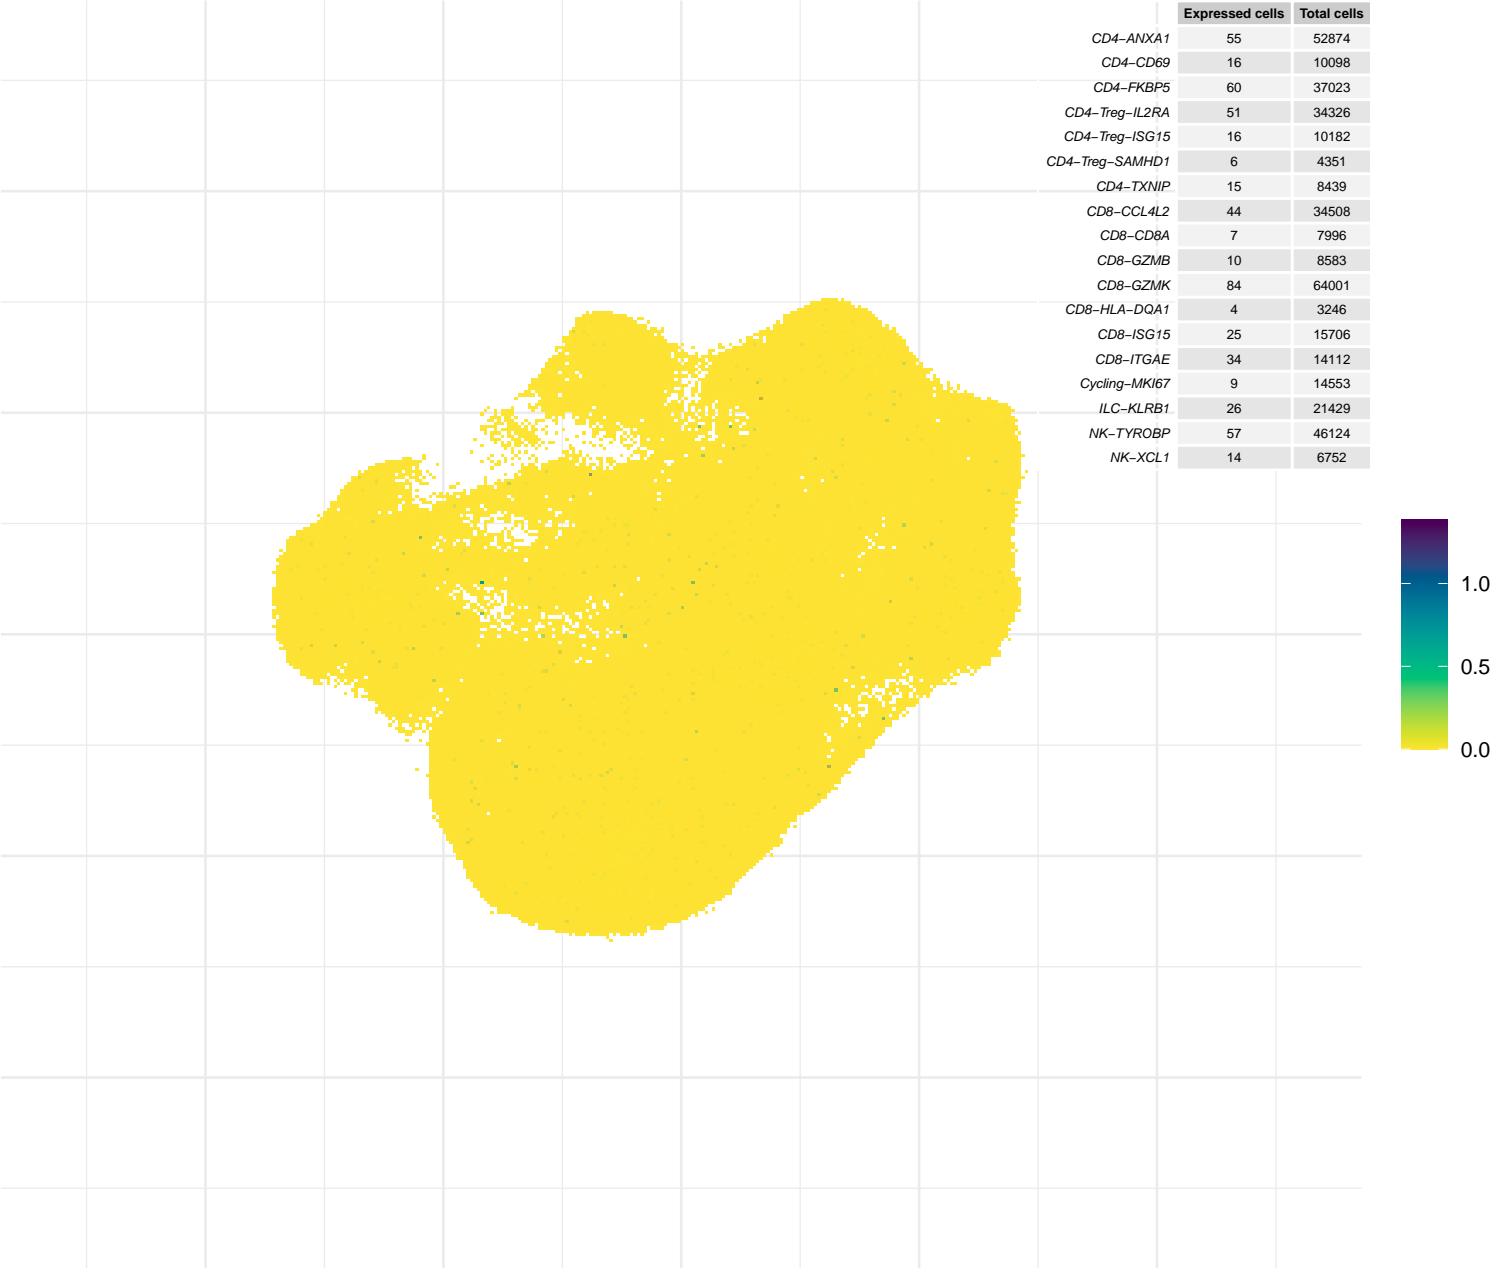 Expressed cells Total cells
CD4−ANXA1 55 52874
CD4−CD69 16 10098
CD4−FKBP5 60 37023
CD4−Treg−IL2RA 51 34326
CD4−Treg−ISG15 16 10182
CD4−Treg−SAMHD1 6 4351
CD4−TXNIP 15 8439
CD8−CCL4L2 44 34508
CD8−CD8A 7 7996
CD8−GZMB 10 8583
CD8−GZMK 84 64001
CD8−HLA−DQA1 4 3246
CD8−ISG15 25 15706
CD8−ITGAE 34 14112
Cycling−MKI67 9 14553
ILC−KLRB1 26 21429
NK−TYROBP 57 46124
NK−XCL1 14 6752
1.0
0.5
0.0